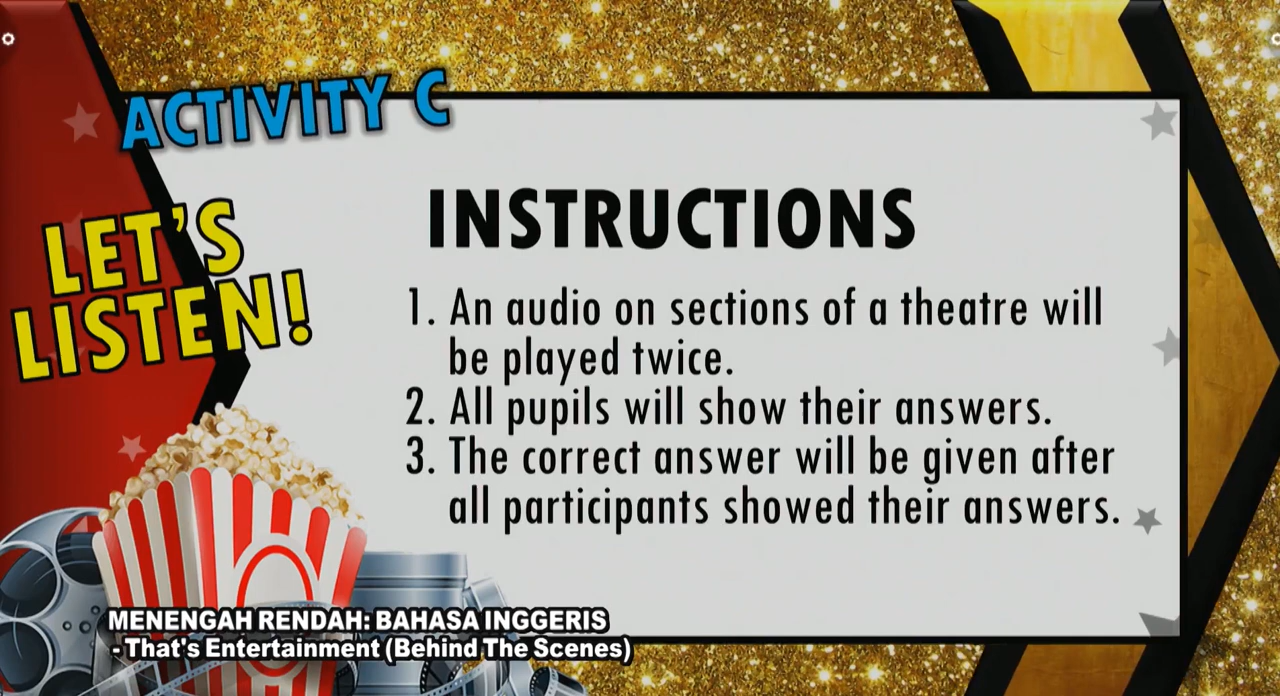 ACTIVITY C
LET'S
LISTEN!
INSTRUCTIONS
1. An audio on sections of a theatre will
be played twice.
2. All pupils will show their answers.
3. The correct answer will be given after
all participants showed their answers.
MENENGAH RENDAH: BAHASA INGGERIS
- That's Entertainment (Behind The Scenes)